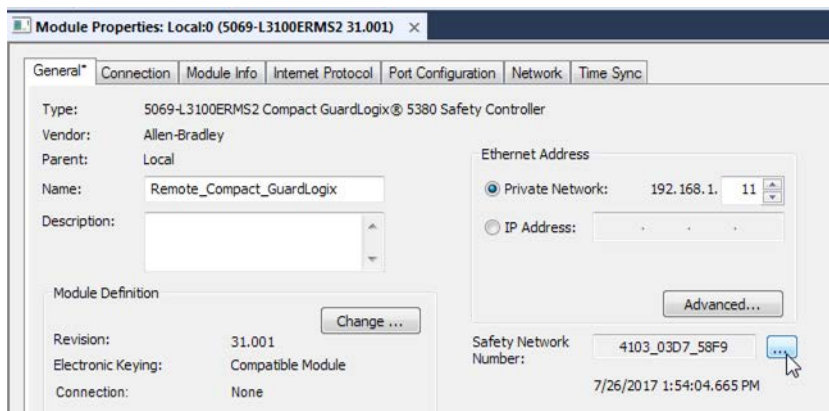 Module Properties: Local:0 (5069-L3100ERMS2 31.001) ×
General* Connection Module Info Internet Protocol Port Configuration Network Time Sync
Type: 5069-L3100ERMS2 Compact GuardLogix® 5380 Safety Controller
Vendor: Allen-Bradley
Parent: Local
Name: Remote_Compact_GuardLogix
Description:
Ethernet Address
Private Network: 192.168.1. 11
IP Address: . . .
Advanced...
Module Definition
Change ...
Revision: 31.001
Electronic Keying: Compatible Module
Connection: None
Safety Network
Number: 4103_03D7_58F9 ...
7/26/2017 1:54:04.665 PM